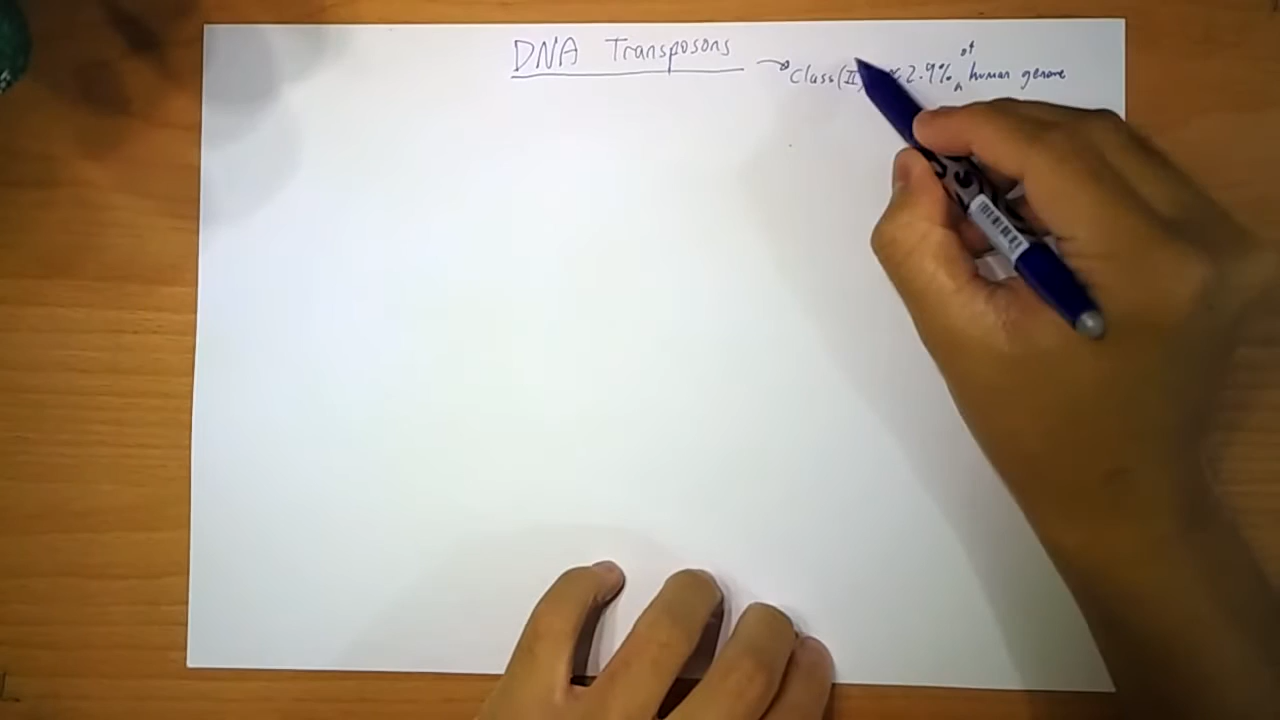 DNA Transposons
Class(II) ≈ 2.9% of human genome